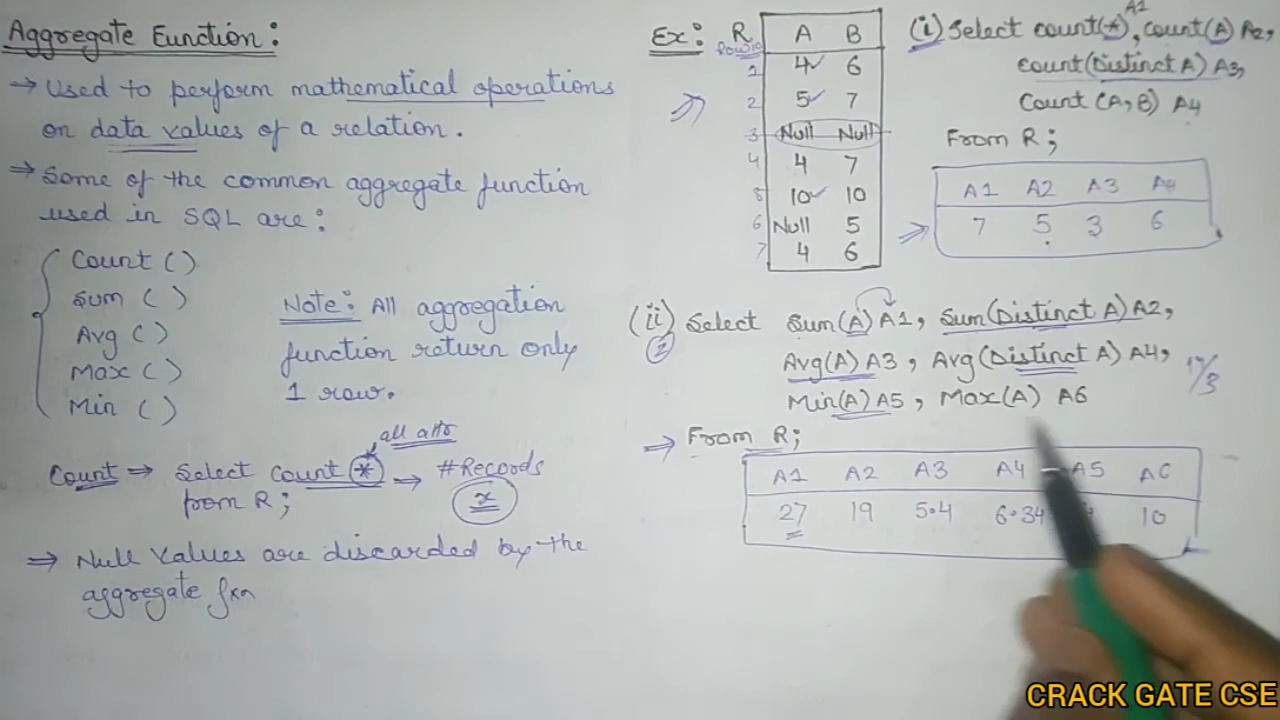 Aggregate Function:
→ Used to perform mathematical operations
on data values of a relation.
→ Some of the common aggregate function
used in SQL are:
Count ()
Sum ()
Avg ()
Max ()
Min ()
Note: All aggregation
function return only
1 row.
all attr
Count → Select Count (*) → #Records
from R;
x
⇒ Null values are discarded by the
aggregate fxn
Ex: R
A B
1 4 6
2 5 7
3 Null Null
4 4 7
5 10 10
6 Null 5
7 4 6
(i) Select count(*) A1, count(A) A2,
count(Distinct A) A3,
Count (A,B) A4
From R;
A1 A2 A3 A4
7 5 3 6
(ii) Select Sum(A) A1, Sum(Distinct A) A2,
2
Avg(A) A3, Avg(Distinct A) A4,
Min(A) A5, Max(A) A6
⇒ From R;
A1 A2 A3 A4 A5 A6
27 19 5.4 6.34 10
CRACK GATE CSE